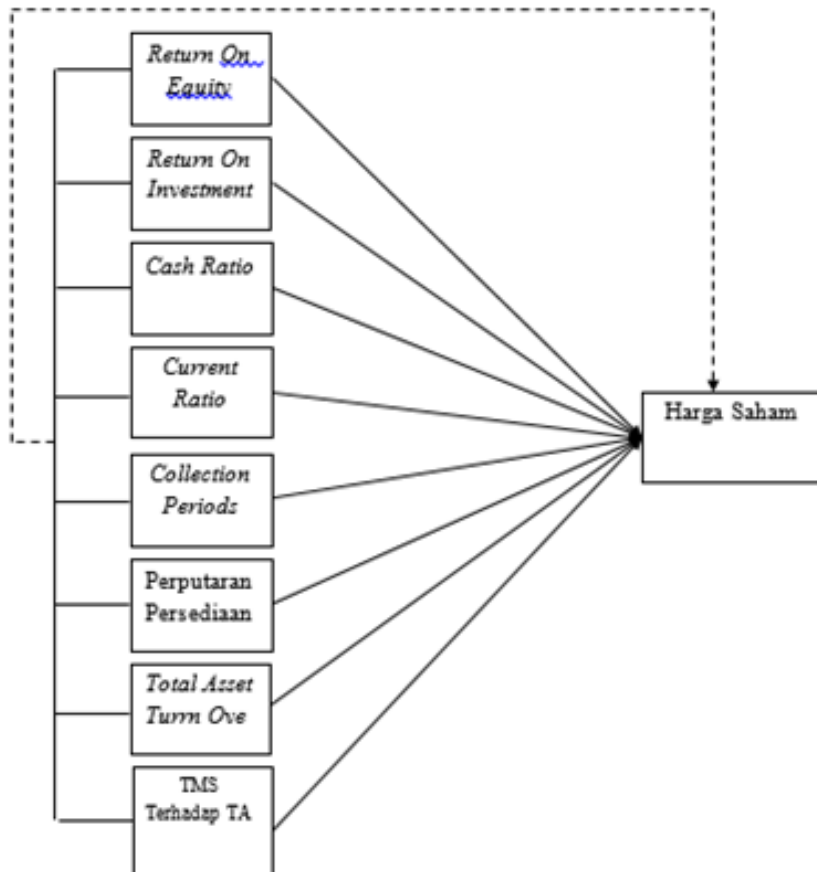 Return On
Equity
Return On
Investment
Cash Ratio
Current
Ratio
Harga Saham
Collection
Periods
Perputaran
Persediaan
Total Asset
Turrn Ove
TMS
Terhadap TA